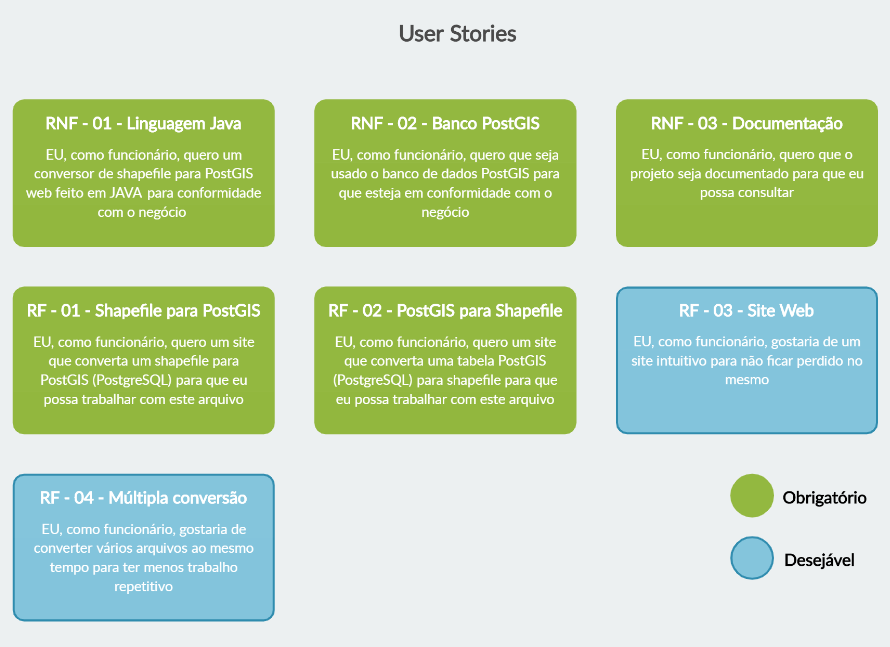 User Stories
RNF - 01 - Linguagem Java
EU, como funcionário, quero um
conversor de shapefile para PostGIS
web feito em JAVA para conformidade
com o negócio
RNF - 02 - Banco PostGIS
EU, como funcionário, quero que seja
usado o banco de dados PostGIS para
que esteja em conformidade com o
negócio
RNF - 03 - Documentação
EU, como funcionário, quero que o
projeto seja documentado para que eu
possa consultar
RF - 01 - Shapefile para PostGIS
EU, como funcionário, quero um site
que converta um shapefile para
PostGIS (PostgreSQL) para que eu
possa trabalhar com este arquivo
RF - 02 - PostGIS para Shapefile
EU, como funcionário, quero um site
que converta uma tabela PostGIS
(PostgreSQL) para shapefile para que
eu possa trabalhar com este arquivo
RF - 03 - Site Web
EU, como funcionário, gostaria de um
site intuitivo para não ficar perdido no
mesmo
RF - 04 - Múltipla conversão
EU, como funcionário, gostaria de
converter vários arquivos ao mesmo
tempo para ter menos trabalho
repetitivo
Obrigatório
Desejável